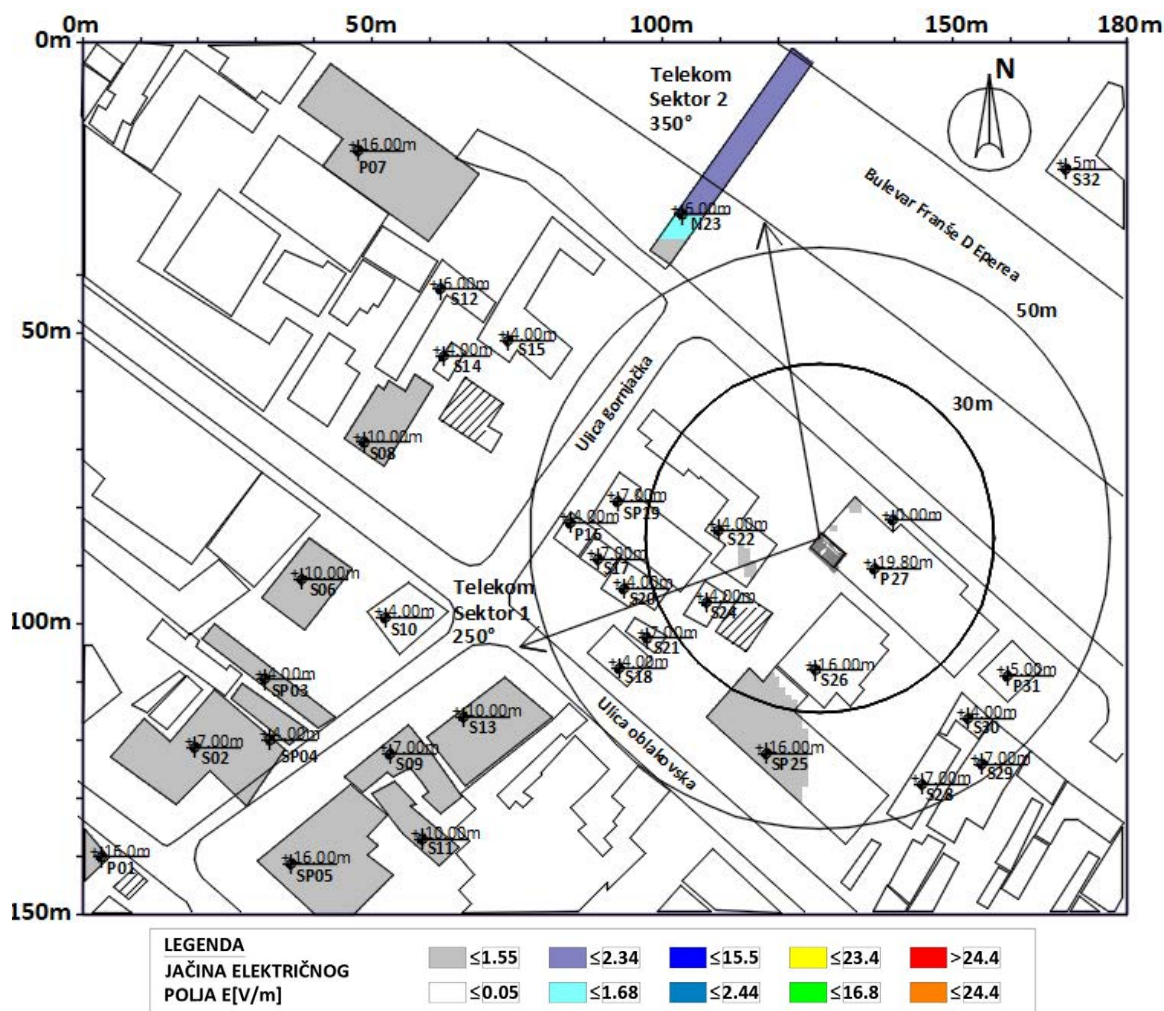 0m 50m 100m 150m 180m
0m
50m
100m
150m
Telekom
Sektor 2
350°
N
+16.00m
P07
+6.00m
N23
+5m
S32
Bulevar Franše D Eperea
50m
30m
+6.00m
S12
+4.00m
S14
+4.00m
S15
+10.00m
S08
Ulica gornjačka
+7.00m
SP19
+4.00m
P16
+7.00m
S17
+4.00m
S20
+4.00m
S22
+0.00m
+19.80m
P27
+4.00m
S24
+10.00m
S06
+4.00m
S10
Telekom
Sektor 1
250°
+7.00m
S21
+4.00m
S18
+16.00m
S26
+5.00m
P31
+4.00m
SP03
+4.00m
SP04
+7.00m
S02
+10.00m
S13
+7.00m
S09
Ulica oblakovska
+16.00m
SP25
+4.00m
S30
+7.00m
S29
+7.00m
S28
+10.00m
S11
+16.0m
P01
+16.00m
SP05
LEGENDA
JAČINA ELEKTRIČNOG
POLJA E[V/m]
≤1.55 ≤2.34 ≤15.5 ≤23.4 >24.4
≤0.05 ≤1.68 ≤2.44 ≤16.8 ≤24.4